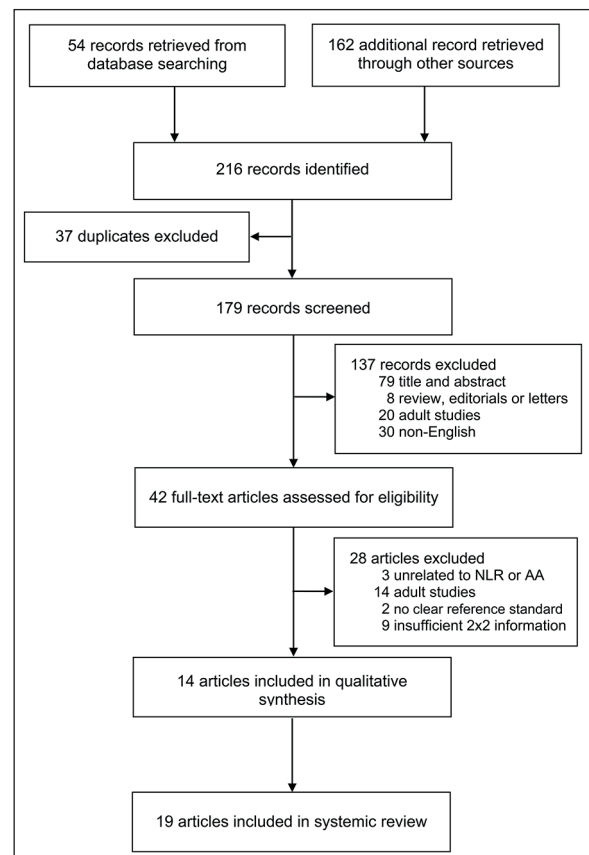 54 records retrieved from
database searching
162 additional record retrieved
through other sources
216 records identified
37 duplicates excluded
179 records screened
137 records excluded
79 title and abstract
8 review, editorials or letters
20 adult studies
30 non-English
42 full-text articles assessed for eligibility
28 articles excluded
3 unrelated to NLR or AA
14 adult studies
2 no clear reference standard
9 insufficient 2x2 information
14 articles included in qualitative
synthesis
19 articles included in systemic review